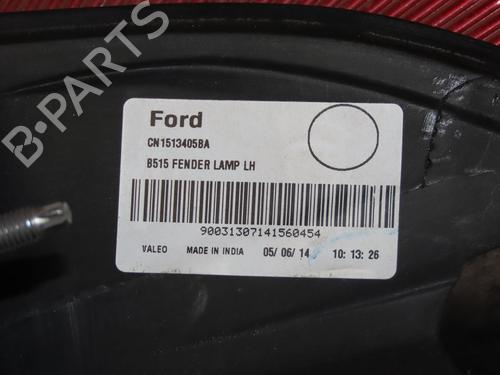 B-PARTS
Ford
CN1513405BA
B515 FENDER LAMP LH
90031307141560454
VALEO MADE IN INDIA 05/06/14 10:13:26